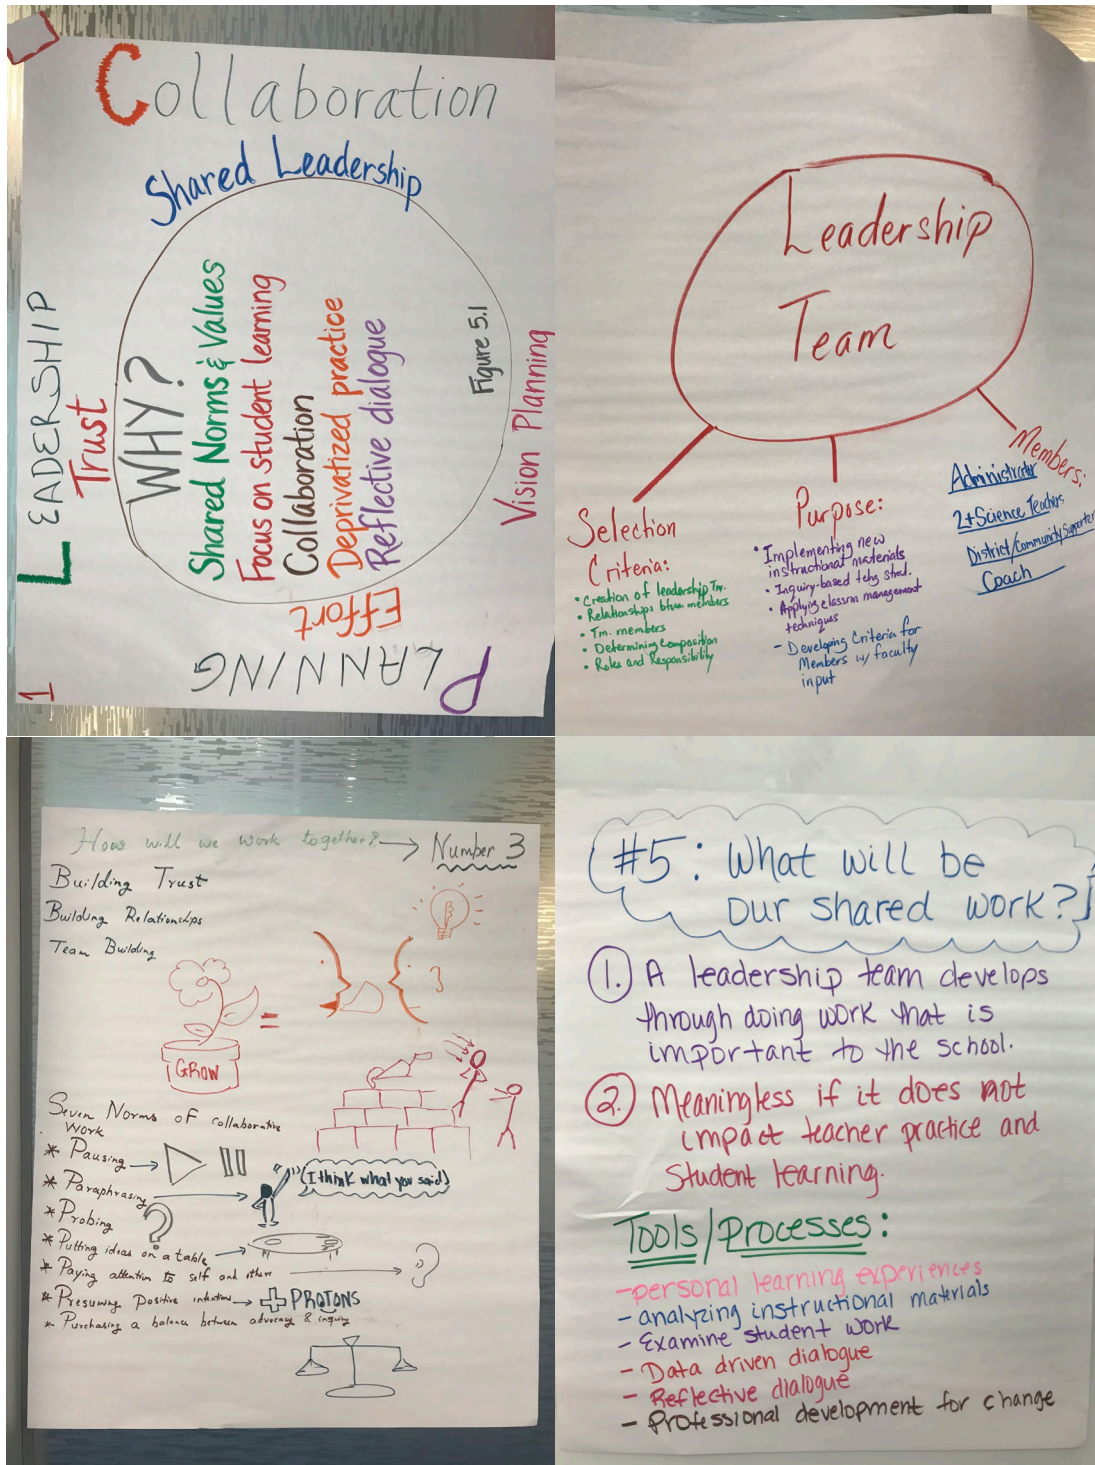 Collaboration
Shared Leadership
LEADERSHIP
Trust
WHY?
Shared Norms & Values
Focus on student learning
Collaboration
Deprivatized practice
Reflective dialogue
Figure 5.1
Vision Planning
Effort
PLANNING
1
Leadership
Team
Selection
Criteria:
• Creation of leadership Tm.
• Relationships btwn. members
• Tm. members
• Determining Composition
• Roles and Responsibility
Purpose:
• Implementing new
instructional materials
• Inquiry-based tchg strat.
• Applying classrm management
techniques
- Developing Criteria for
Members w/ faculty
input
Members:
Administrator
2+Science Teachers
District/Community Supporter
Coach
How will we work together? → Number 3
Building Trust
Building Relationships
Team Building
GROW
=
Seven Norms of collaborative
work
* Pausing
* Paraphrasing
(I think what you said)
* Probing
?
* Putting ideas on a table
* Paying attention to self and others
* Presuming Positive intention → + PROTONS
* Purchasing a balance between advocacy & inquiry
#5: What will be
our shared work?
1. A leadership team develops
through doing work that is
important to the school.
2. Meaningless if it does not
impact teacher practice and
Student learning.
Tools/Processes:
- personal learning experiences
- analyzing instructional materials
- Examine student work
- Data driven dialogue
- Reflective dialogue
- Professional development for change